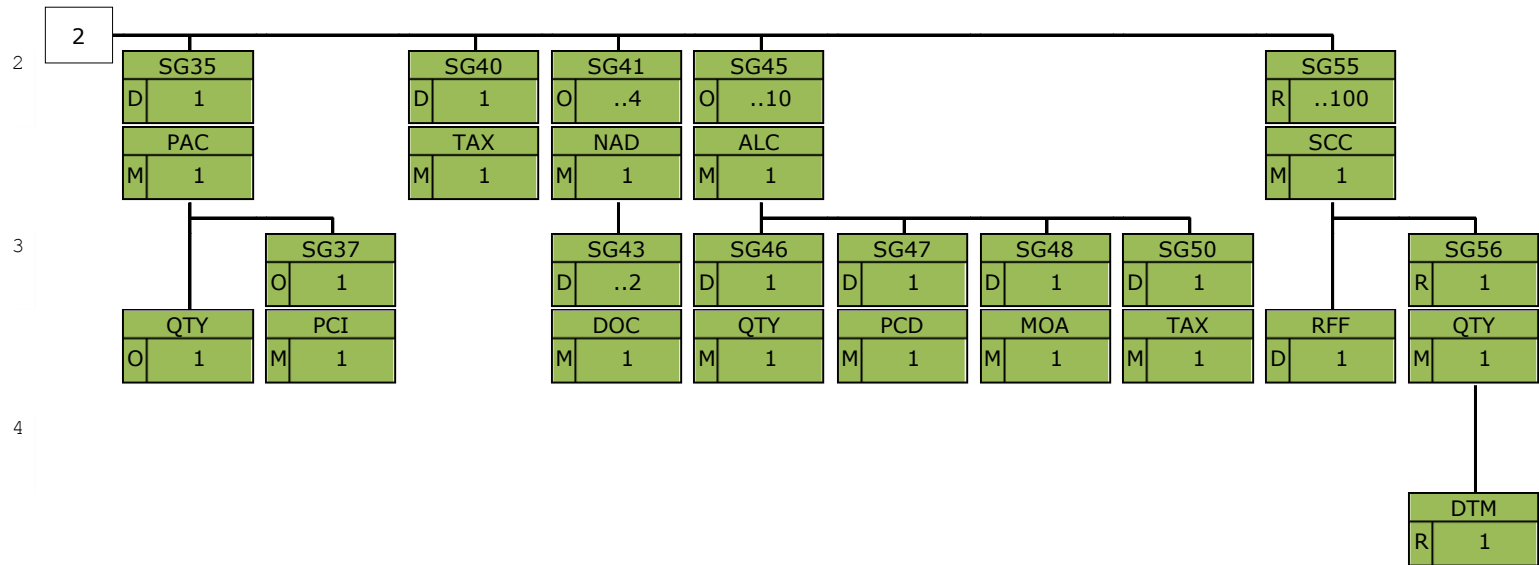 2
2
SG35 SG40 SG41 SG45 SG55
D 1 D 1 O ..4 O ..10 R ..100
PAC TAX NAD ALC SCC
M 1 M 1 M 1 M 1 M 1
3
SG37 SG43 SG46 SG47 SG48 SG50 SG56
O 1 D ..2 D 1 D 1 D 1 D 1 R 1
QTY PCI DOC QTY PCD MOA TAX RFF QTY
O 1 M 1 M 1 M 1 M 1 M 1 M 1 D 1 M 1
4
DTM
R 1